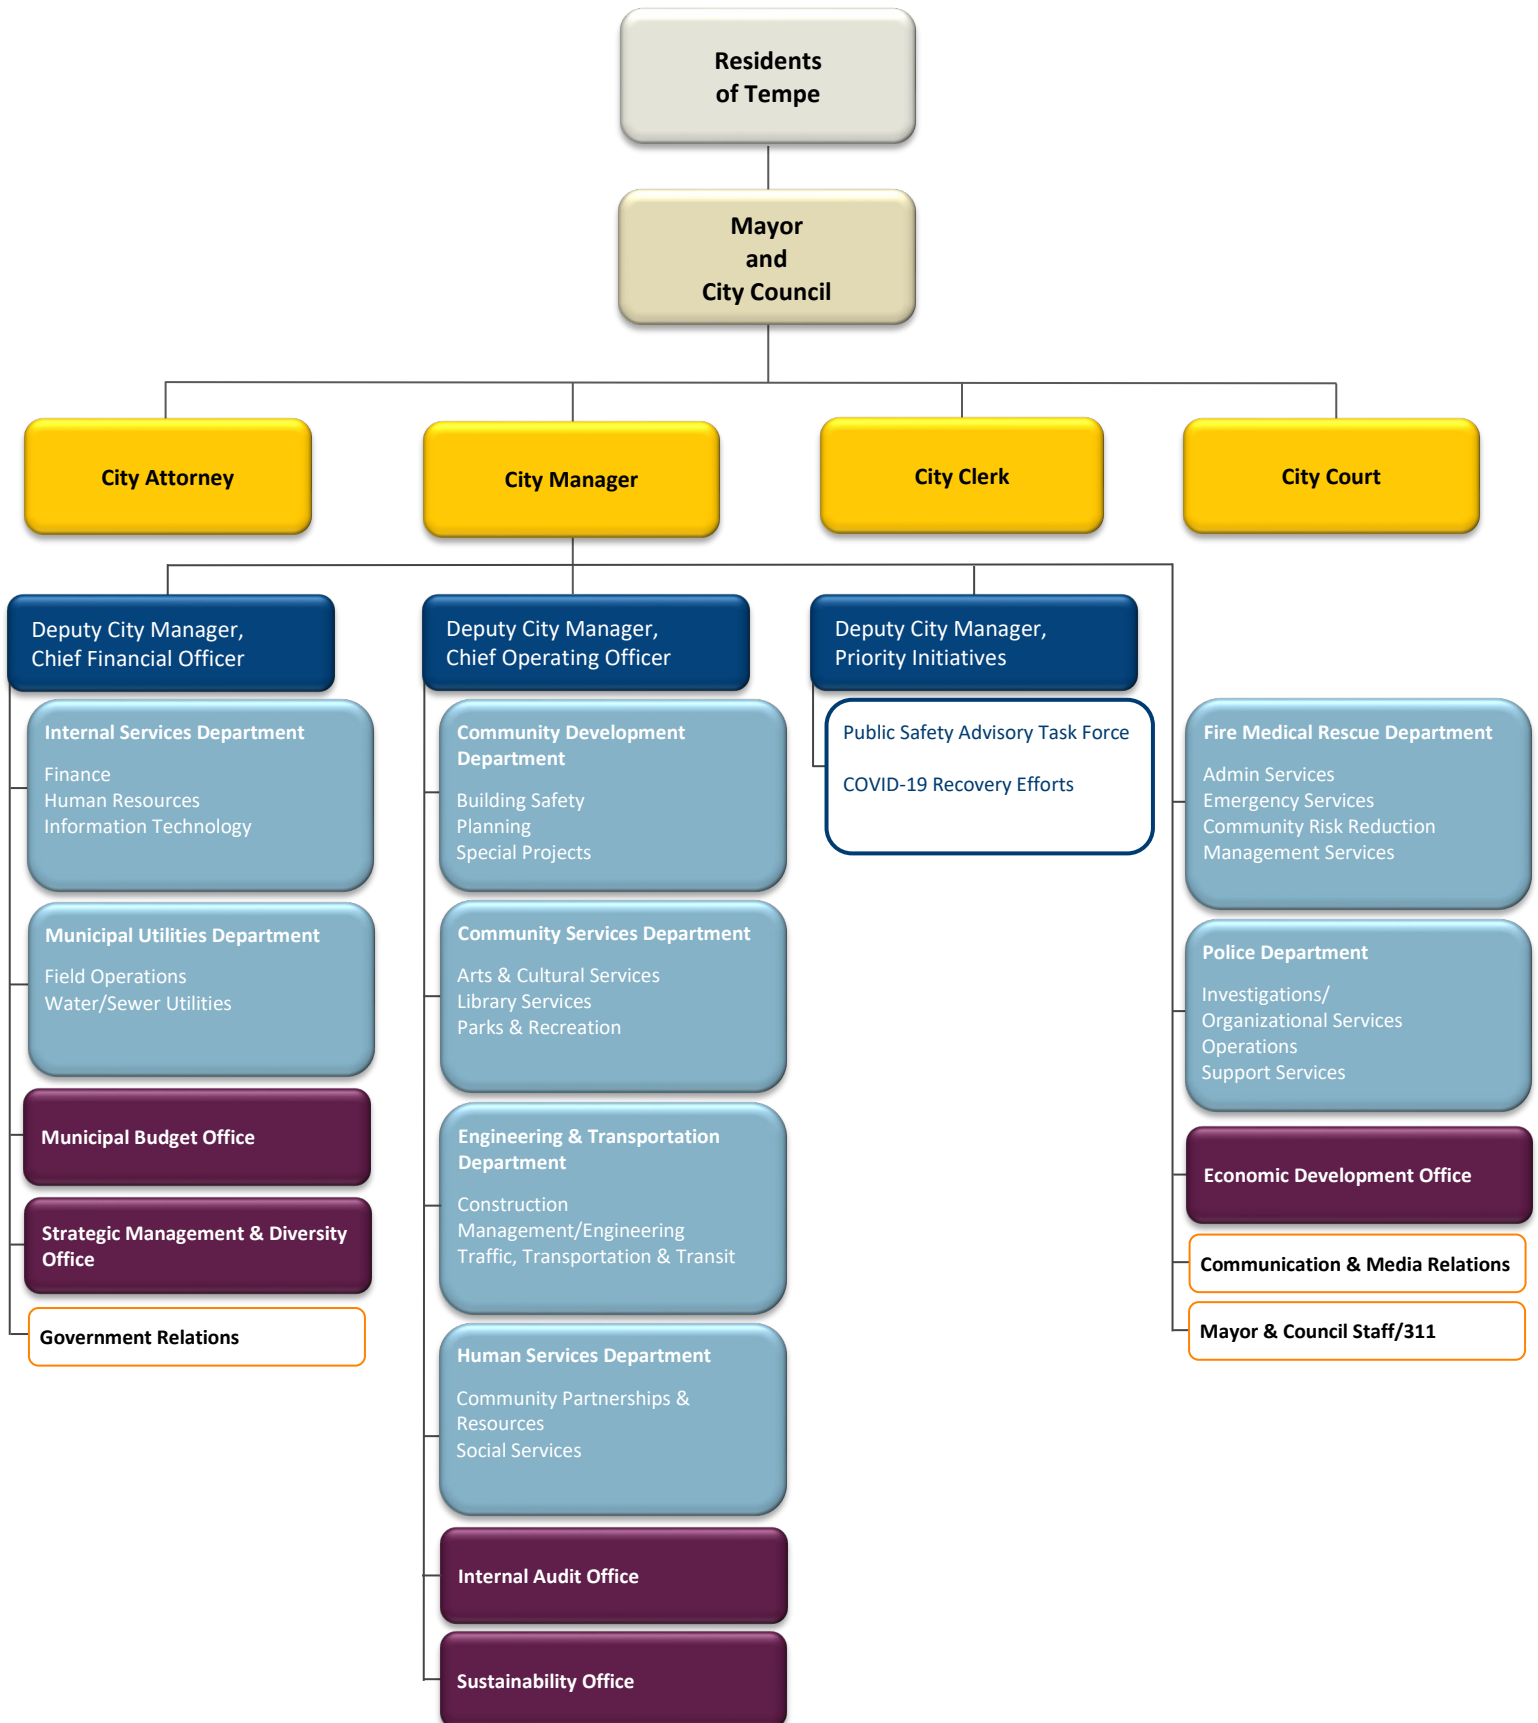 Residents
of Tempe
Mayor
and
City Council
City Attorney
City Manager
City Clerk
City Court
Deputy City Manager,
Chief Financial Officer
Internal Services Department
Finance
Human Resources
Information Technology
Municipal Utilities Department
Field Operations
Water/Sewer Utilities
Municipal Budget Office
Strategic Management & Diversity
Office
Government Relations
Deputy City Manager,
Chief Operating Officer
Community Development
Department
Building Safety
Planning
Special Projects
Community Services Department
Arts & Cultural Services
Library Services
Parks & Recreation
Engineering & Transportation
Department
Construction
Management/Engineering
Traffic, Transportation & Transit
Human Services Department
Community Partnerships &
Resources
Social Services
Internal Audit Office
Sustainability Office
Deputy City Manager,
Priority Initiatives
Public Safety Advisory Task Force
COVID-19 Recovery Efforts
Fire Medical Rescue Department
Admin Services
Emergency Services
Community Risk Reduction
Management Services
Police Department
Investigations/
Organizational Services
Operations
Support Services
Economic Development Office
Communication & Media Relations
Mayor & Council Staff/311